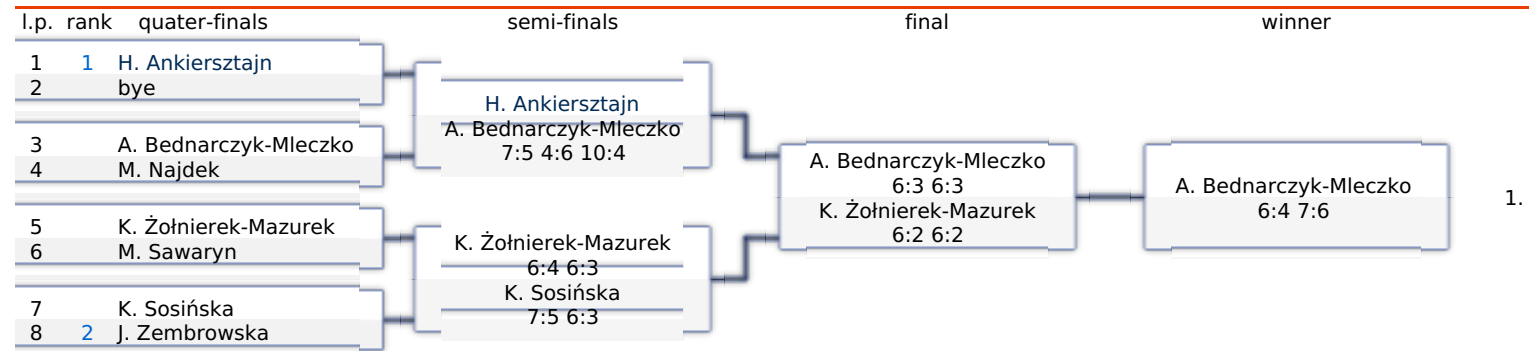 l.p. rank quater-finals semi-finals final winner
1 1 H. Ankiersztajn
2 bye
3 A. Bednarczyk-Mleczko
4 M. Najdek
5 K. Żołnierek-Mazurek
6 M. Sawaryn
7 K. Sosińska
8 2 J. Zembrowska
H. Ankiersztajn
A. Bednarczyk-Mleczko
7:5 4:6 10:4
K. Żołnierek-Mazurek
6:4 6:3
K. Sosińska
7:5 6:3
A. Bednarczyk-Mleczko
6:3 6:3
K. Żołnierek-Mazurek
6:2 6:2
A. Bednarczyk-Mleczko
6:4 7:6
1.